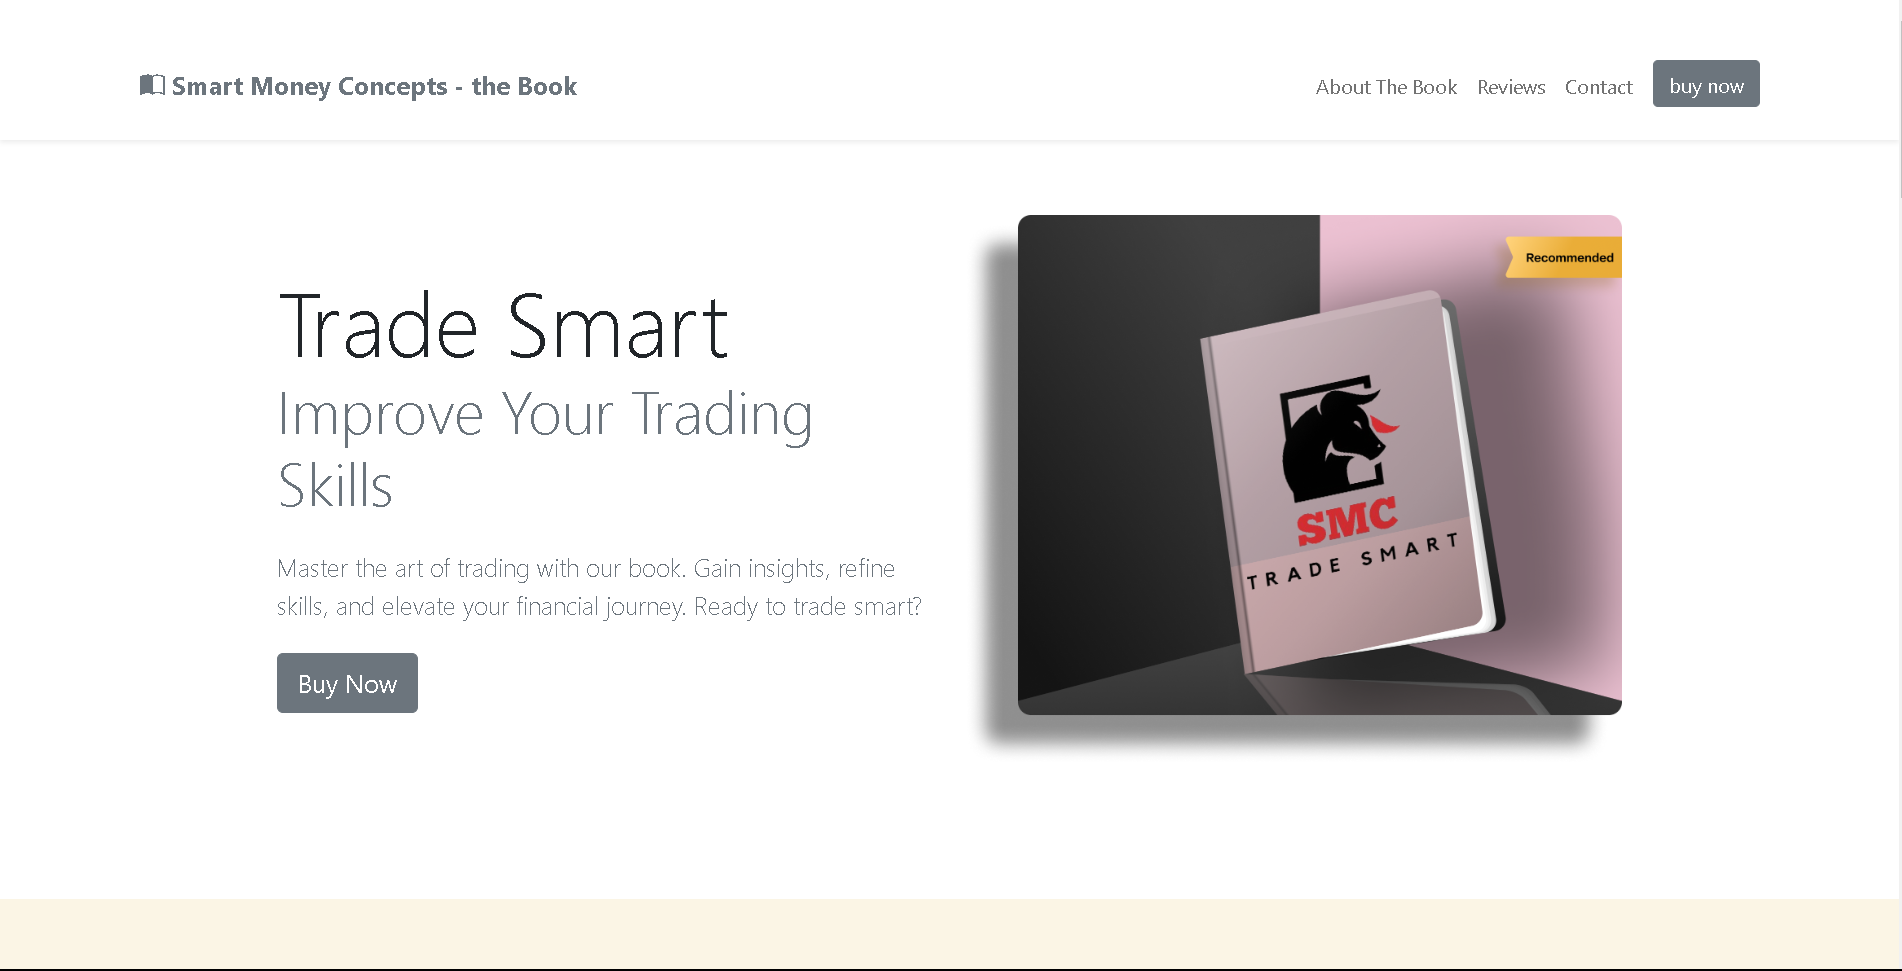 Smart Money Concepts - the Book
About The Book
Reviews
Contact
buy now
Trade Smart
Improve Your Trading
Skills
Master the art of trading with our book. Gain insights, refine
skills, and elevate your financial journey. Ready to trade smart?
Buy Now
Recommended
SMC
TRADE SMART